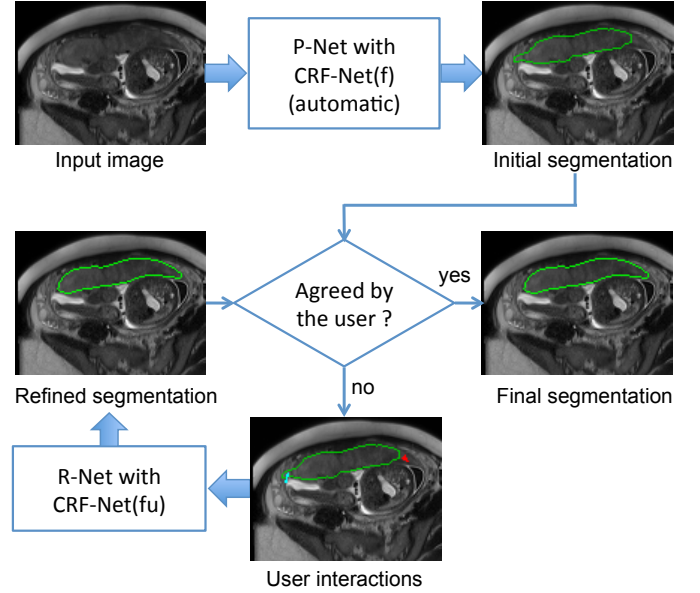 P-Net with
CRF-Net(f)
(automatic)
Input image
Initial segmentation
Agreed by
the user ?
yes
no
Refined segmentation
Final segmentation
R-Net with
CRF-Net(fu)
User interactions